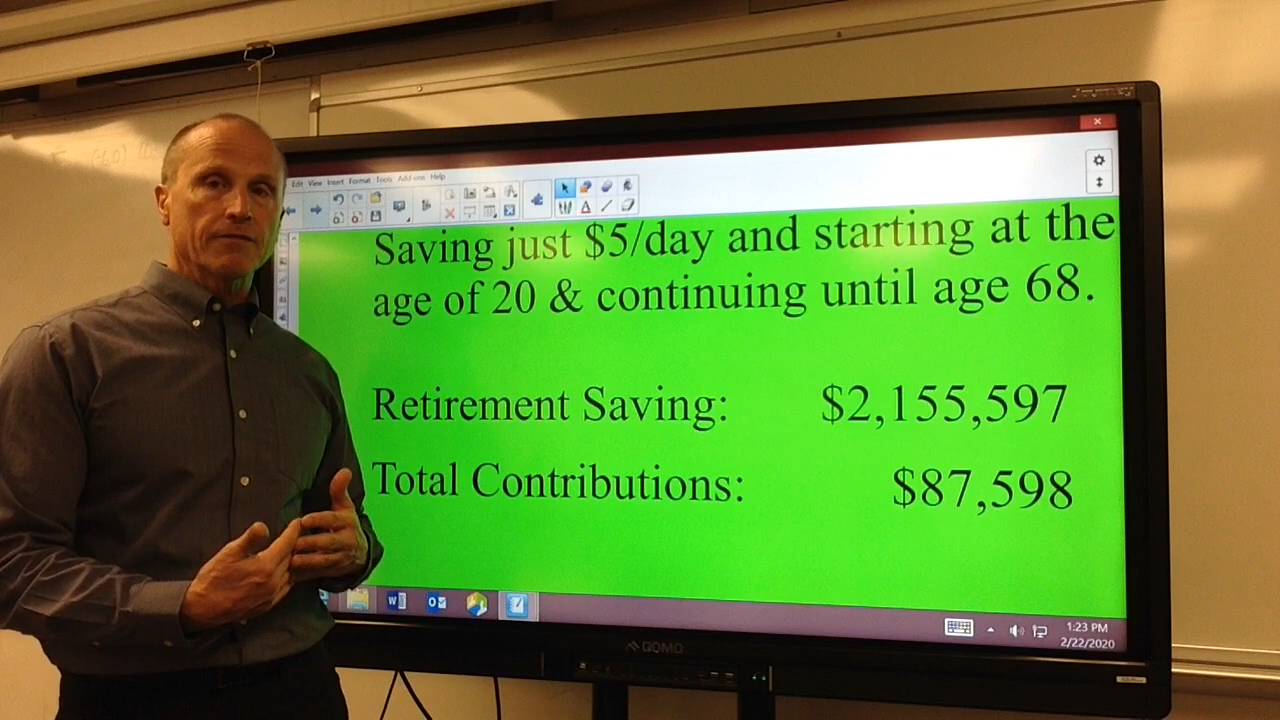 Edit View Insert Format Tools Add-ons Help
Saving just $5/day and starting at the
age of 20 & continuing until age 68.
Retirement Saving: $2,155,597
Total Contributions: $87,598
1:23 PM
2/22/2020
QOMO